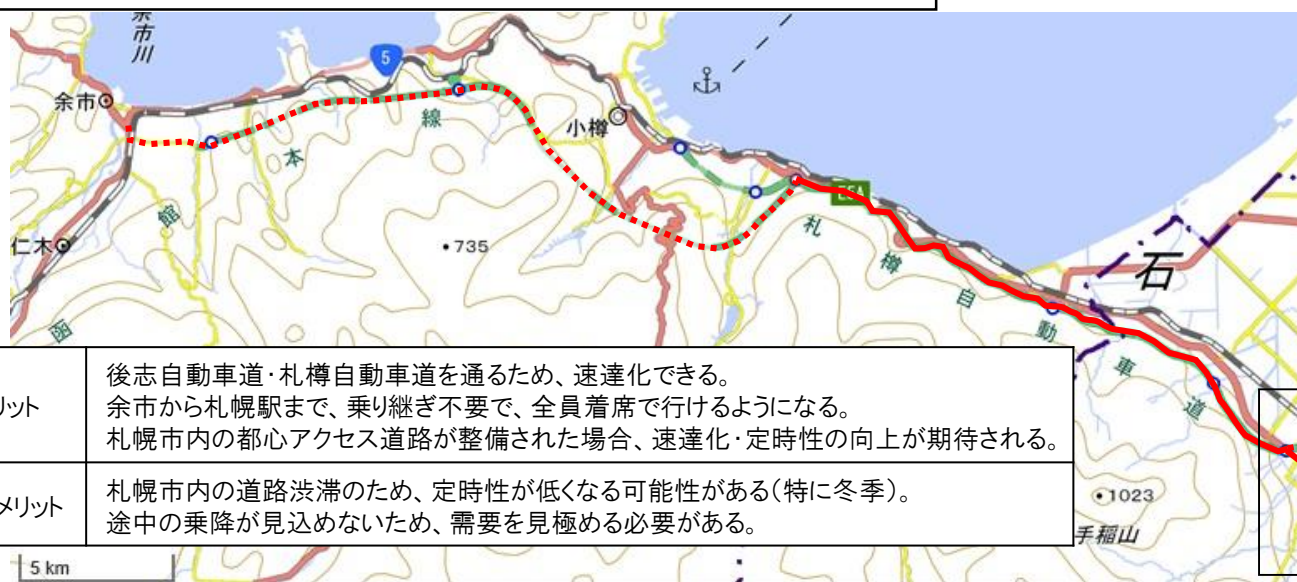 余市川
5
余市
線
本
小樽
E5A
館
仁木
・735
札
樽
石
函
自
動
車
道
リット
後志自動車道・札樽自動車道を通るため、速達化できる。
余市から札幌駅まで、乗り継ぎ不要で、全員着席で行けるようになる。
札幌市内の都心アクセス道路が整備された場合、速達化・定時性の向上が期待される。
メリット
札幌市内の道路渋滞のため、定時性が低くなる可能性がある(特に冬季)。
途中の乗降が見込めないため、需要を見極める必要がある。
・1023
手稲山
5 km